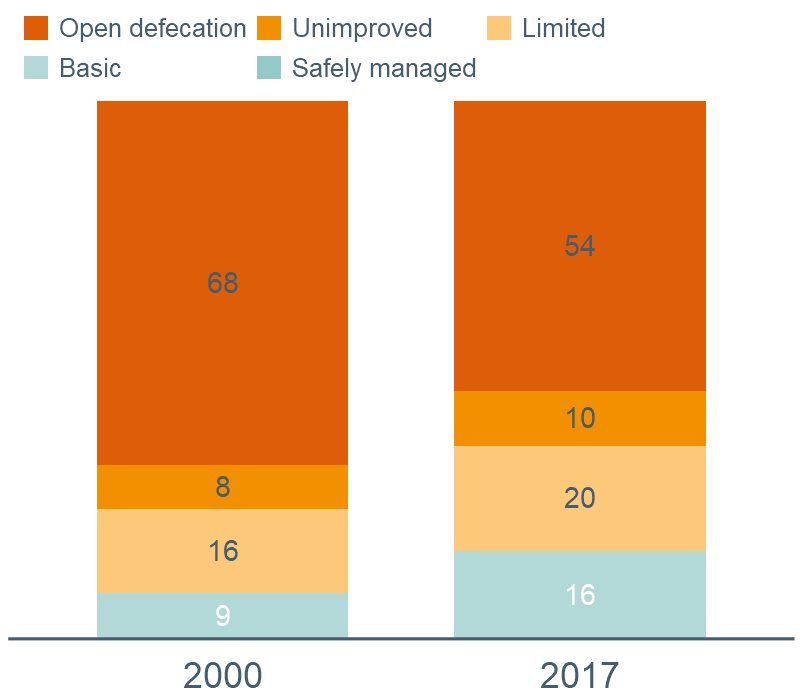 Open defecation Unimproved Limited
Basic Safely managed
68 54
8 10
16 20
9 16
2000 2017